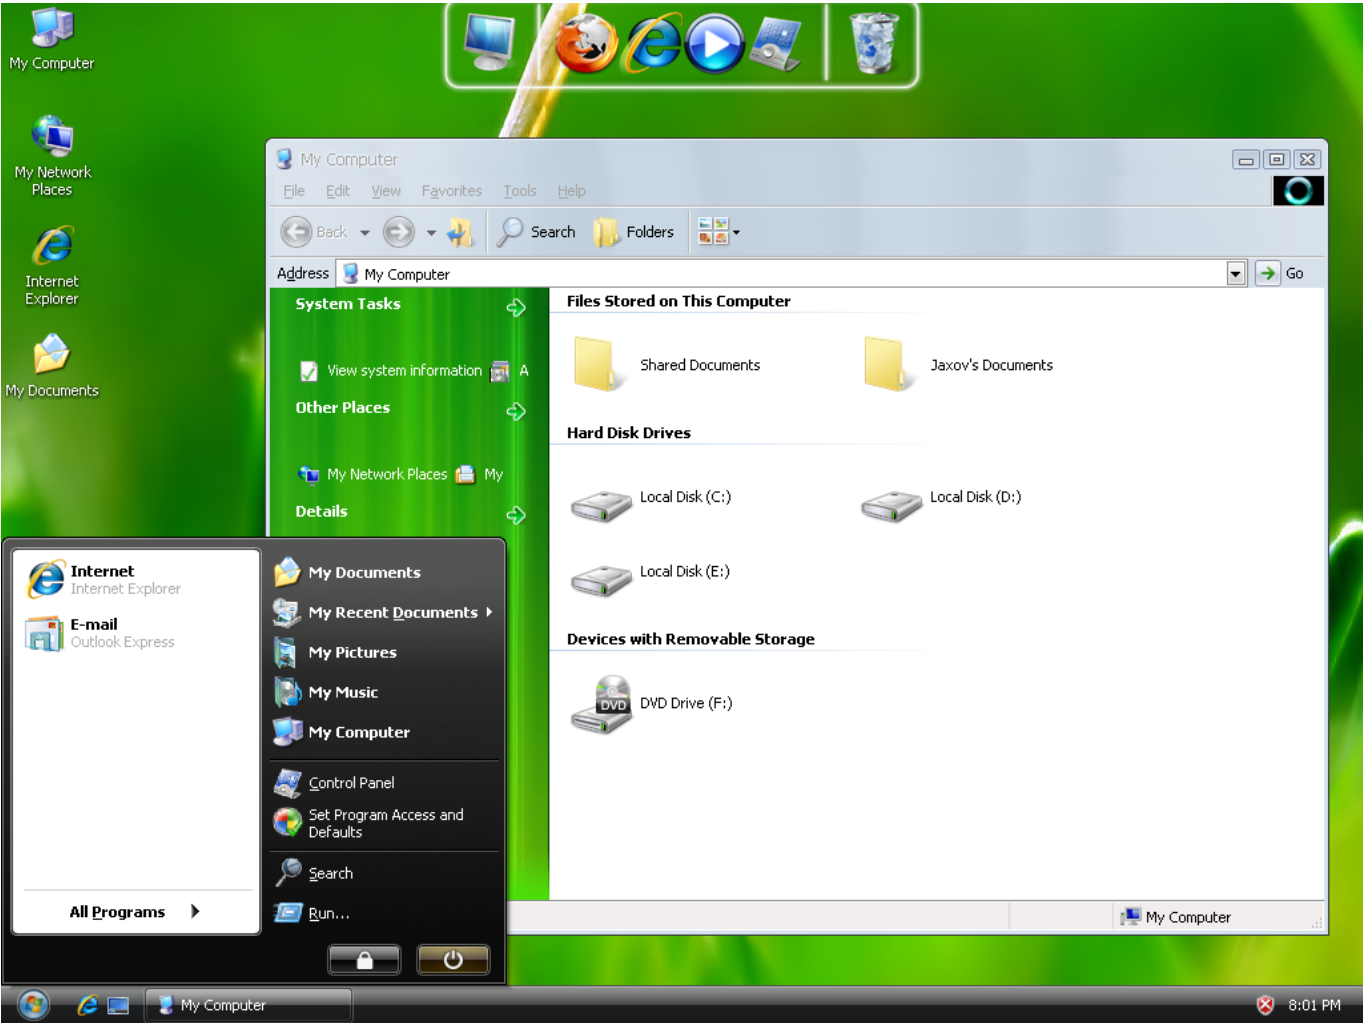 My Computer
My Network
Places
Internet
Explorer
My Documents
My Computer
File Edit View Favorites Tools Help
Back Search Folders
Address My Computer Go
System Tasks
View system information A
Other Places
My Network Places My
Details
Files Stored on This Computer
Shared Documents Jaxov's Documents
Hard Disk Drives
Local Disk (C:) Local Disk (D:)
Local Disk (E:)
Devices with Removable Storage
DVD
DVD Drive (F:)
My Computer
Internet
Internet Explorer
E-mail
Outlook Express
All Programs
My Documents
My Recent Documents
My Pictures
My Music
My Computer
Control Panel
Set Program Access and
Defaults
Search
Run...
My Computer
8:01 PM